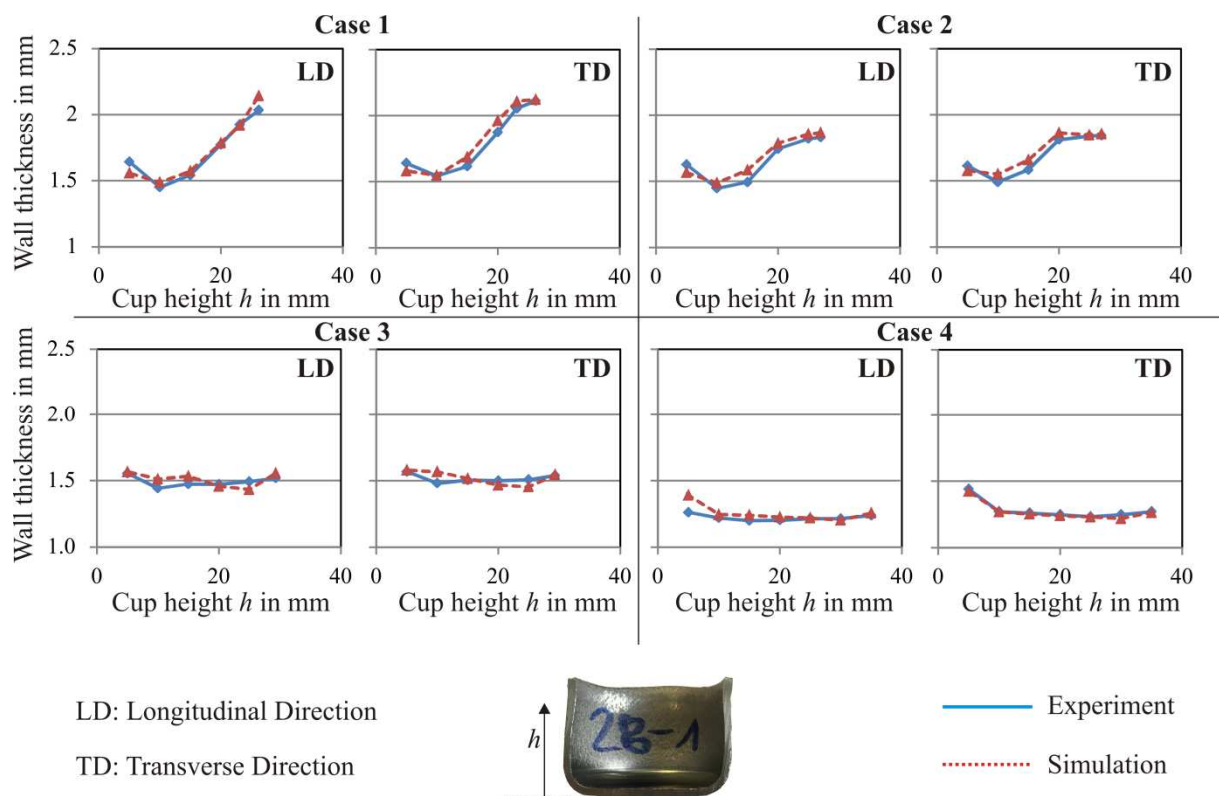 Case 1
Case 2
Wall thickness in mm
2.5
2
1.5
1
LD
TD
LD
TD
0 20 40
0 20 40
0 20 40
0 20 40
Cup height h in mm
Cup height h in mm
Cup height h in mm
Cup height h in mm
Case 3
Case 4
Wall thickness in mm
2.5
2.0
1.5
1.0
LD
TD
LD
TD
0 20 40
0 20 40
0 20 40
0 20 40
Cup height h in mm
Cup height h in mm
Cup height h in mm
Cup height h in mm
LD: Longitudinal Direction
TD: Transverse Direction
h
2B-1
Experiment
Simulation